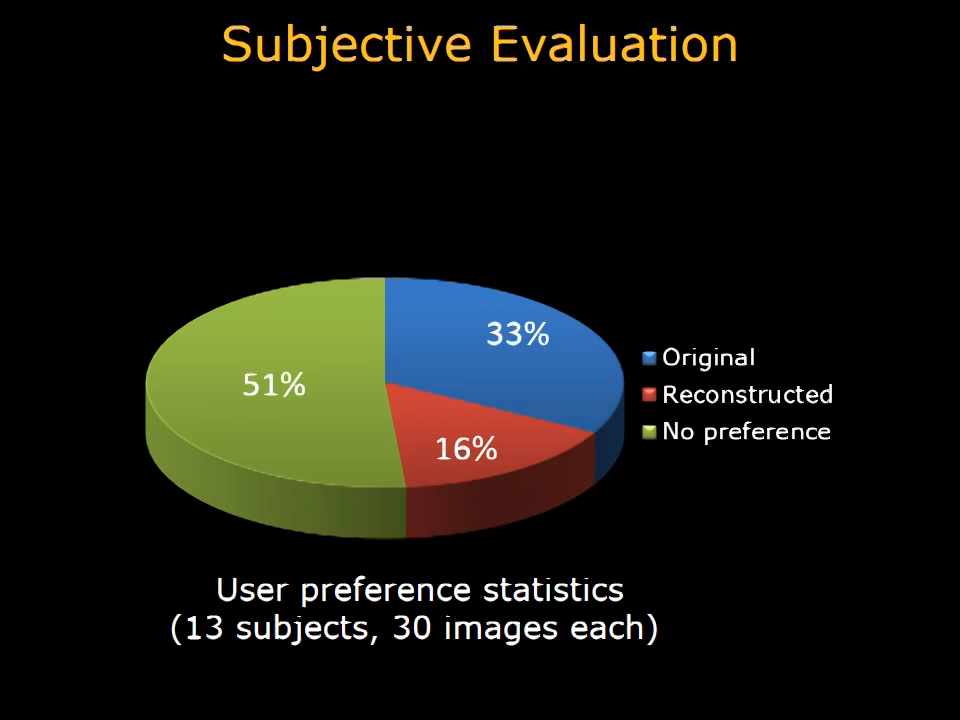 Subjective Evaluation
33%
51%
16%
Original
Reconstructed
No preference
User preference statistics
(13 subjects, 30 images each)